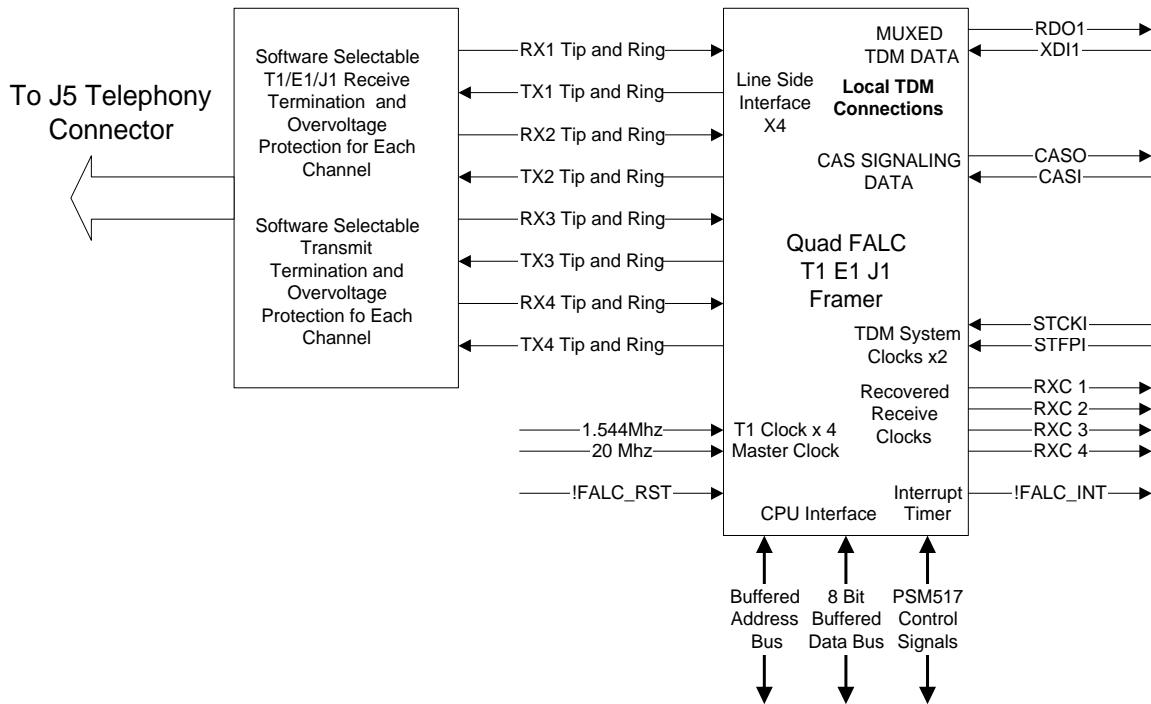 To J5 Telephony
Connector
Software Selectable
T1/E1/J1 Receive
Termination and
Overvoltage
Protection for Each
Channel
Software Selectable
Transmit
Termination and
Overvoltage
Protection fo Each
Channel
RX1 Tip and Ring
TX1 Tip and Ring
RX2 Tip and Ring
TX2 Tip and Ring
RX3 Tip and Ring
TX3 Tip and Ring
RX4 Tip and Ring
TX4 Tip and Ring
1.544Mhz
20 Mhz
!FALC_RST
Line Side
Interface
X4
MUXED
TDM DATA
Local TDM
Connections
CAS SIGNALING
DATA
Quad FALC
T1 E1 J1
Framer
TDM System
Clocks x2
Recovered
Receive
Clocks
T1 Clock x 4
Master Clock
Interrupt
Timer
CPU Interface
RDO1
XDI1
CASO
CASI
STCKI
STFPI
RXC 1
RXC 2
RXC 3
RXC 4
!FALC_INT
Buffered
Address
Bus
8 Bit
Buffered
Data Bus
PSM517
Control
Signals